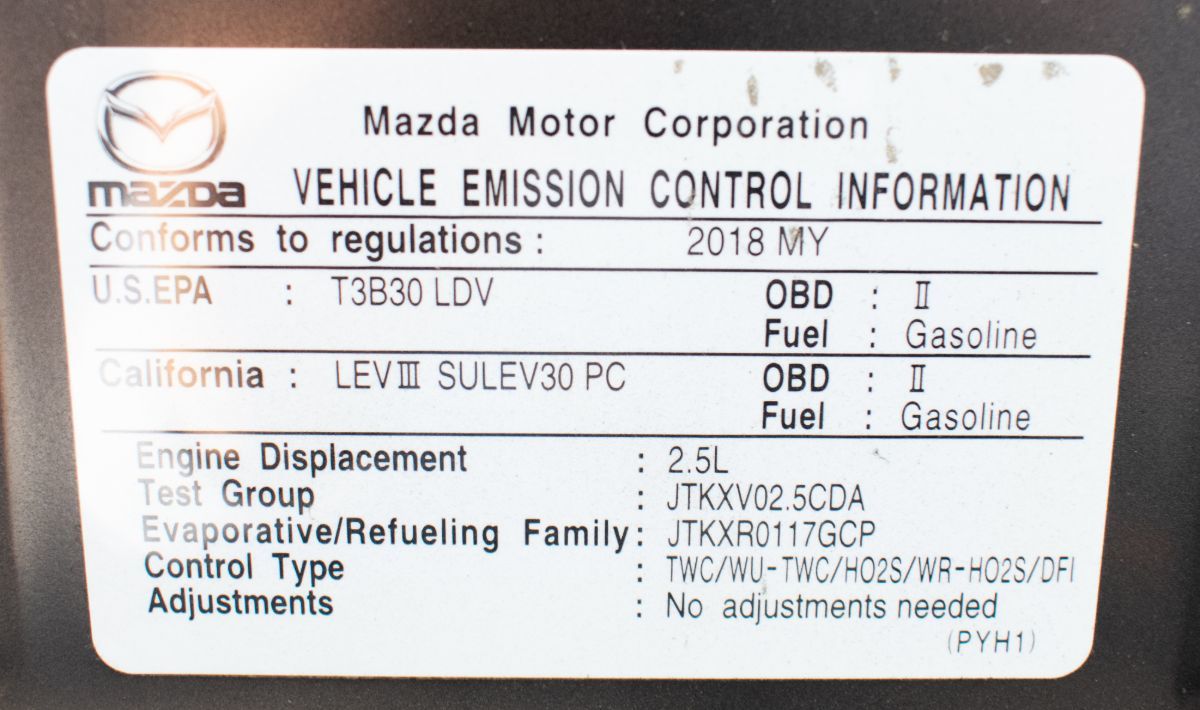 mazda
Mazda Motor Corporation
VEHICLE EMISSION CONTROL INFORMATION
Conforms to regulations : 2018 MY
U.S.EPA : T3B30 LDV OBD : II
Fuel : Gasoline
California : LEV III SULEV30 PC OBD : II
Fuel : Gasoline
Engine Displacement : 2.5L
Test Group : JTKXV02.5CDA
Evaporative/Refueling Family : JTKXR0117GCP
Control Type : TWC/WU-TWC/HO2S/WR-HO2S/DFI
Adjustments : No adjustments needed
(PYH1)